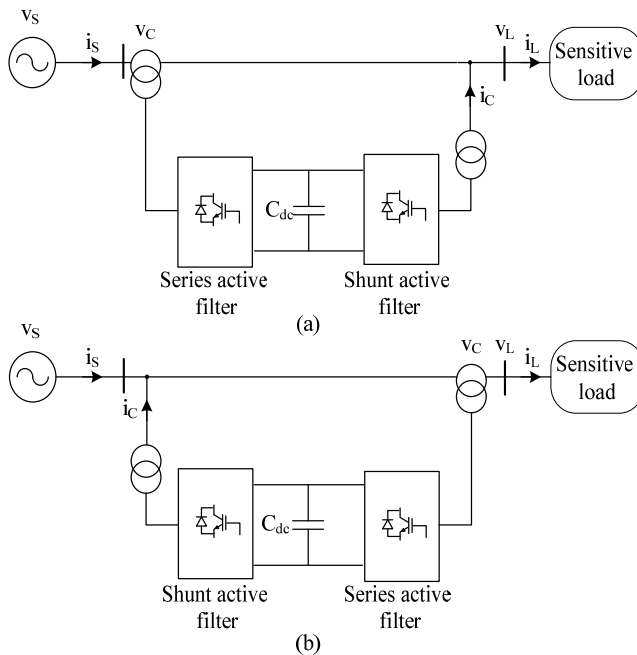 v_S
i_S
v_C
v_L
i_L
Sensitive
load
i_C
C_dc
Series active
filter
Shunt active
filter
(a)
v_S
i_S
v_C
v_L
i_L
Sensitive
load
i_C
C_dc
Shunt active
filter
Series active
filter
(b)